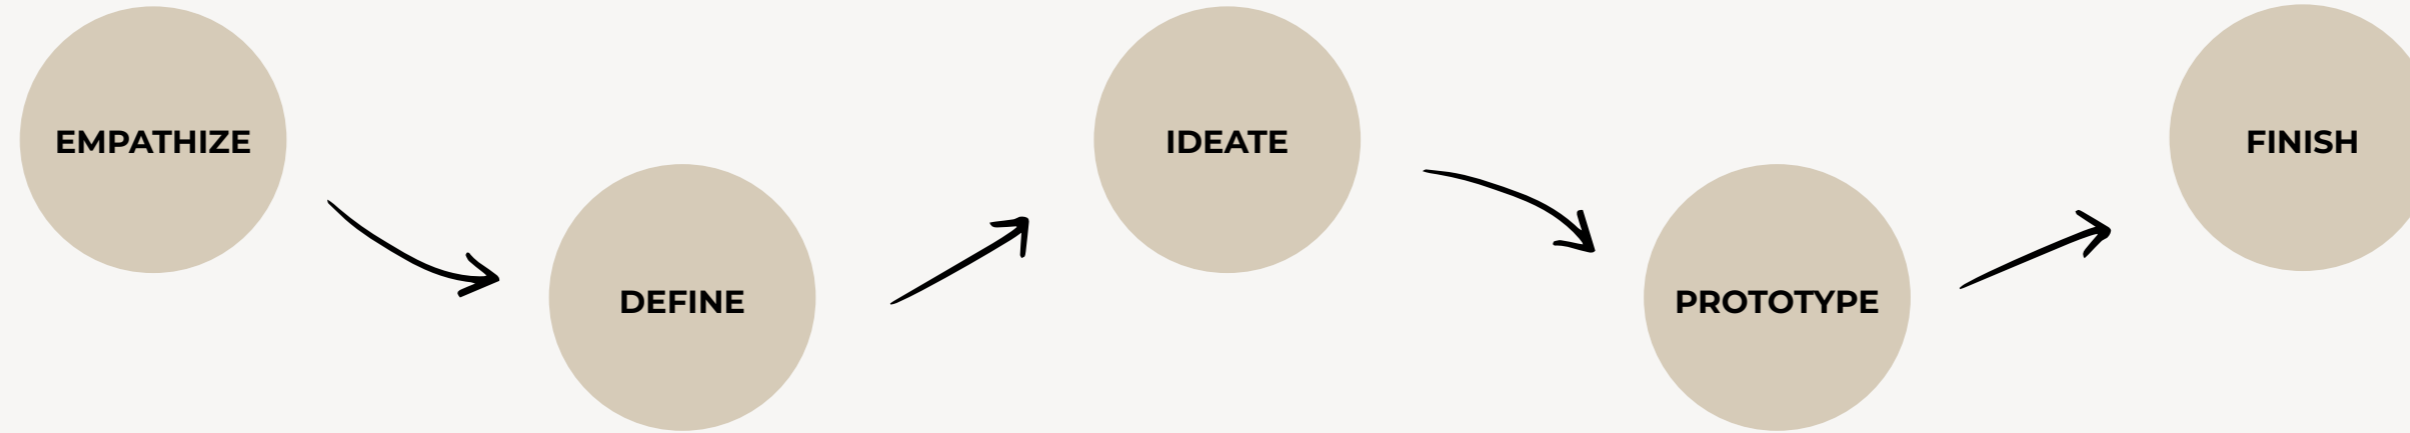 EMPATHIZE
DEFINE
IDEATE
PROTOTYPE
FINISH